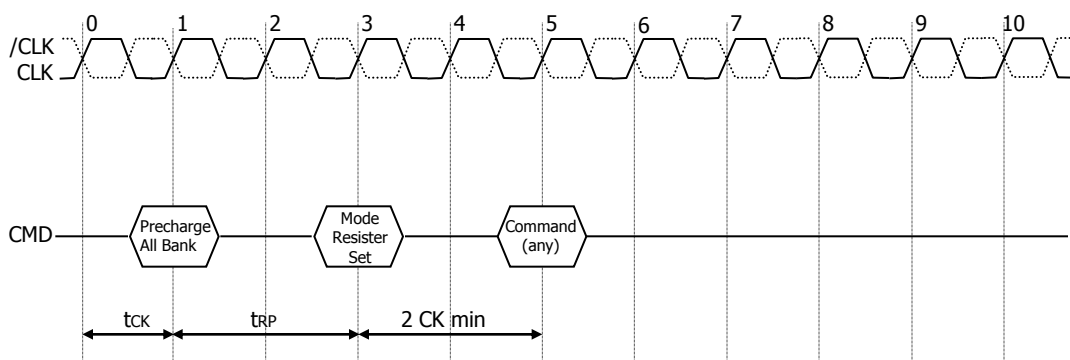 0 1 2 3 4 5 6 7 8 9 10
/CLK
CLK
CMD
Precharge
All Bank
Mode
Resister
Set
Command
(any)
tCK
tRP
2 CK min